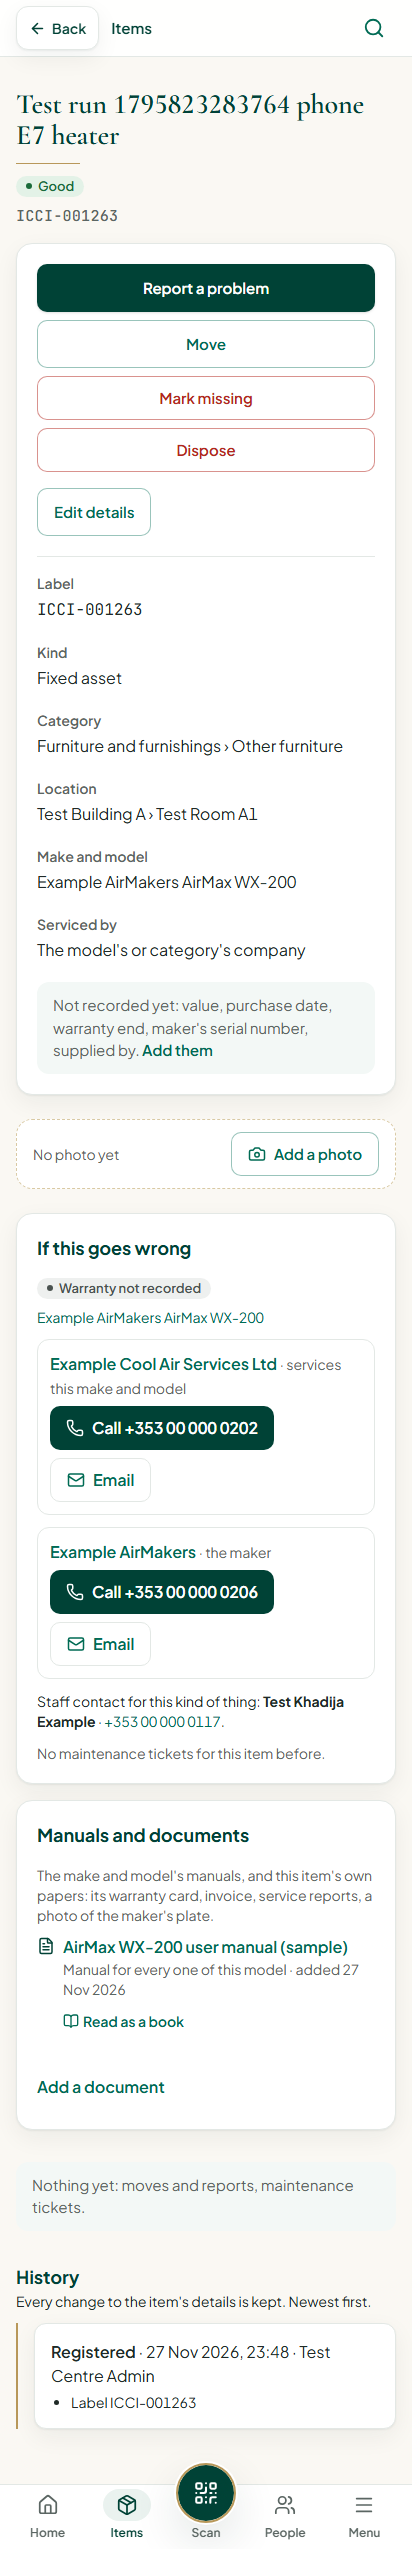 Back
Items
Test run 1795823283764 phone
E7 heater
Good
ICCI-001263
Report a problem
Move
Mark missing
Dispose
Edit details
Label
ICCI-001263
Kind
Fixed asset
Category
Furniture and furnishings › Other furniture
Location
Test Building A › Test Room A1
Make and model
Example AirMakers AirMax WX-200
Serviced by
The model's or category's company
Not recorded yet: value, purchase date,
warranty end, maker's serial number,
supplied by. Add them
No photo yet
Add a photo
If this goes wrong
Warranty not recorded
Example AirMakers AirMax WX-200
Example Cool Air Services Ltd · services
this make and model
Call +353 00 000 0202
Email
Example AirMakers · the maker
Call +353 00 000 0206
Email
Staff contact for this kind of thing: Test Khadija
Example · +353 00 000 0117.
No maintenance tickets for this item before.
Manuals and documents
The make and model's manuals, and this item's own
papers: its warranty card, invoice, service reports, a
photo of the maker's plate.
AirMax WX-200 user manual (sample)
Manual for every one of this model · added 27
Nov 2026
Read as a book
Add a document
Nothing yet: moves and reports, maintenance
tickets.
History
Every change to the item's details is kept. Newest first.
Registered · 27 Nov 2026, 23:48 · Test
Centre Admin
• Label ICCI-001263
Home
Items
Scan
People
Menu